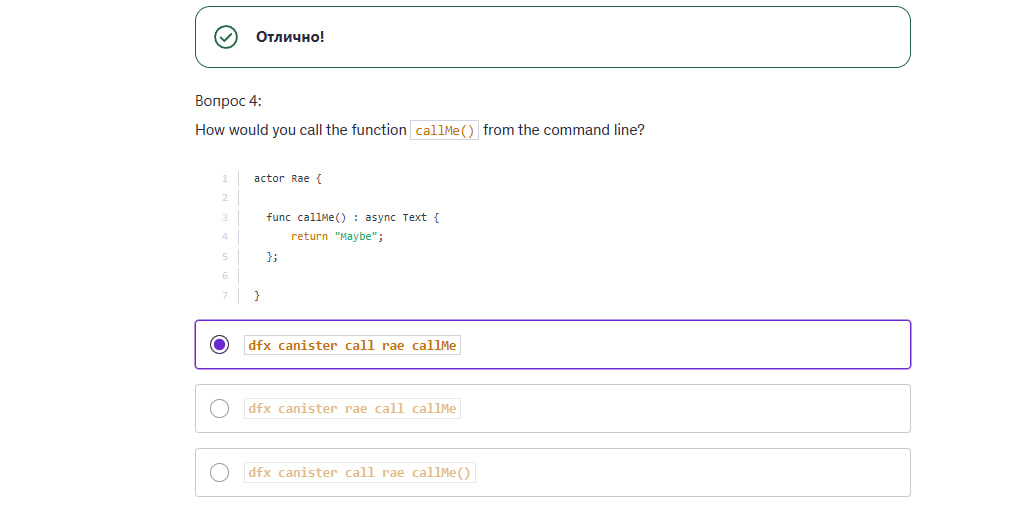 Отлично!
Вопрос 4:
How would you call the function callMe() from the command line?
1 actor Rae {
2
3 func callMe() : async Text {
4 return "Maybe";
5 };
6
7 }
dfx canister call rae callMe
dfx canister rae call callMe
dfx canister call rae callMe()